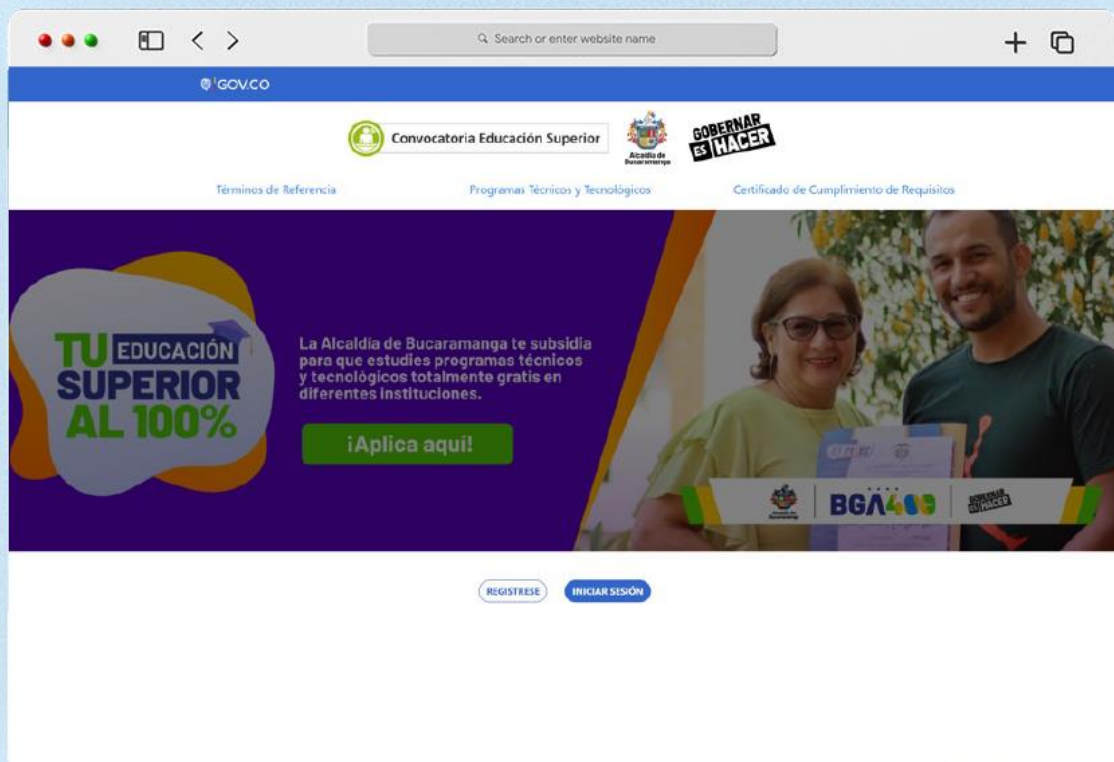 Search or enter website name
GOV.CO
Convocatoria Educación Superior
Alcaldía de
Bucaramanga
GOBERNAR
ES HACER
Términos de Referencia
Programas Técnicos y Tecnológicos
Certificado de Cumplimiento de Requisitos
TU EDUCACIÓN
SUPERIOR
AL 100%
La Alcaldía de Bucaramanga te subsidia
para que estudies programas técnicos
y tecnológicos totalmente gratis en
diferentes instituciones.
¡Aplica aquí!
Alcaldía de
Bucaramanga
BGA400
GOBERNAR
ES HACER
REGISTRESE
INICIAR SESIÓN